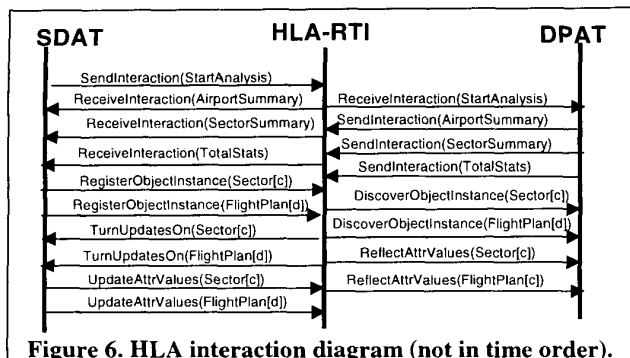 SDAT HLA-RTI DPAT
SendInteraction(StartAnalysis)
ReceiveInteraction(AirportSummary) ReceiveInteraction(StartAnalysis)
ReceiveInteraction(SectorSummary) SendInteraction(AirportSummary)
SendInteraction(SectorSummary)
ReceiveInteraction(TotalStats) SendInteraction(TotalStats)
RegisterObjectInstance(Sector[c]) DiscoverObjectInstance(Sector[c])
RegisterObjectInstance(FlightPlan[d])
TurnUpdatesOn(Sector[c]) DiscoverObjectInstance(FlightPlan[d])
TurnUpdatesOn(FlightPlan[d]) ReflectAttrValues(Sector[c])
UpdateAttrValues(Sector[c]) ReflectAttrValues(FlightPlan[c])
UpdateAttrValues(FlightPlan[d])
Figure 6. HLA interaction diagram (not in time order).